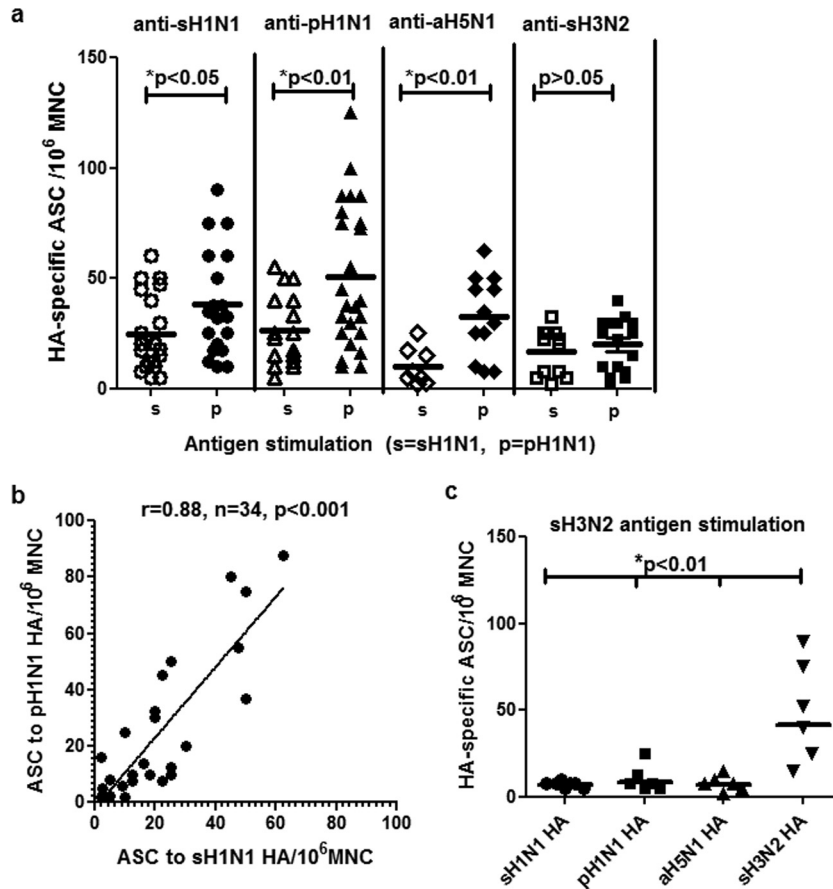 a
anti-sH1N1 anti-pH1N1 anti-aH5N1 anti-sH3N2
HA-specific ASC /10⁶ MNC
150
100
50
0
*p<0.05 *p<0.01 *p<0.01 p>0.05
s p s p s p s p
Antigen stimulation (s=sH1N1, p=pH1N1)
b
r=0.88, n=34, p<0.001
ASC to pH1N1 HA/10⁶ MNC
100
80
60
40
20
0
0 20 40 60 80 100
ASC to sH1N1 HA/10⁶MNC
c
sH3N2 antigen stimulation
*p<0.01
HA-specific ASC/10⁶ MNC
150
100
50
0
sH1N1 HA
pH1N1 HA
aH5N1 HA
sH3N2 HA